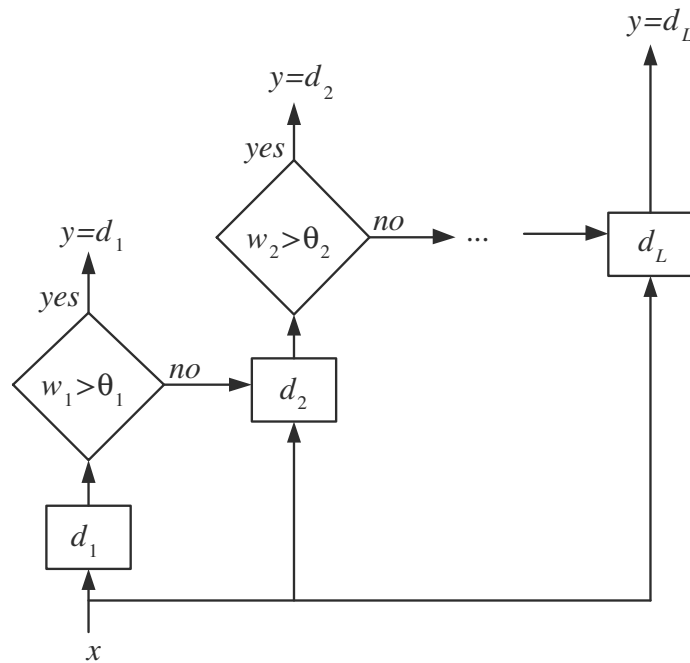 y=d_L
y=d_2
yes
w_2>θ_2
no
...
d_L
y=d_1
yes
w_1>θ_1
no
d_2
d_1
x